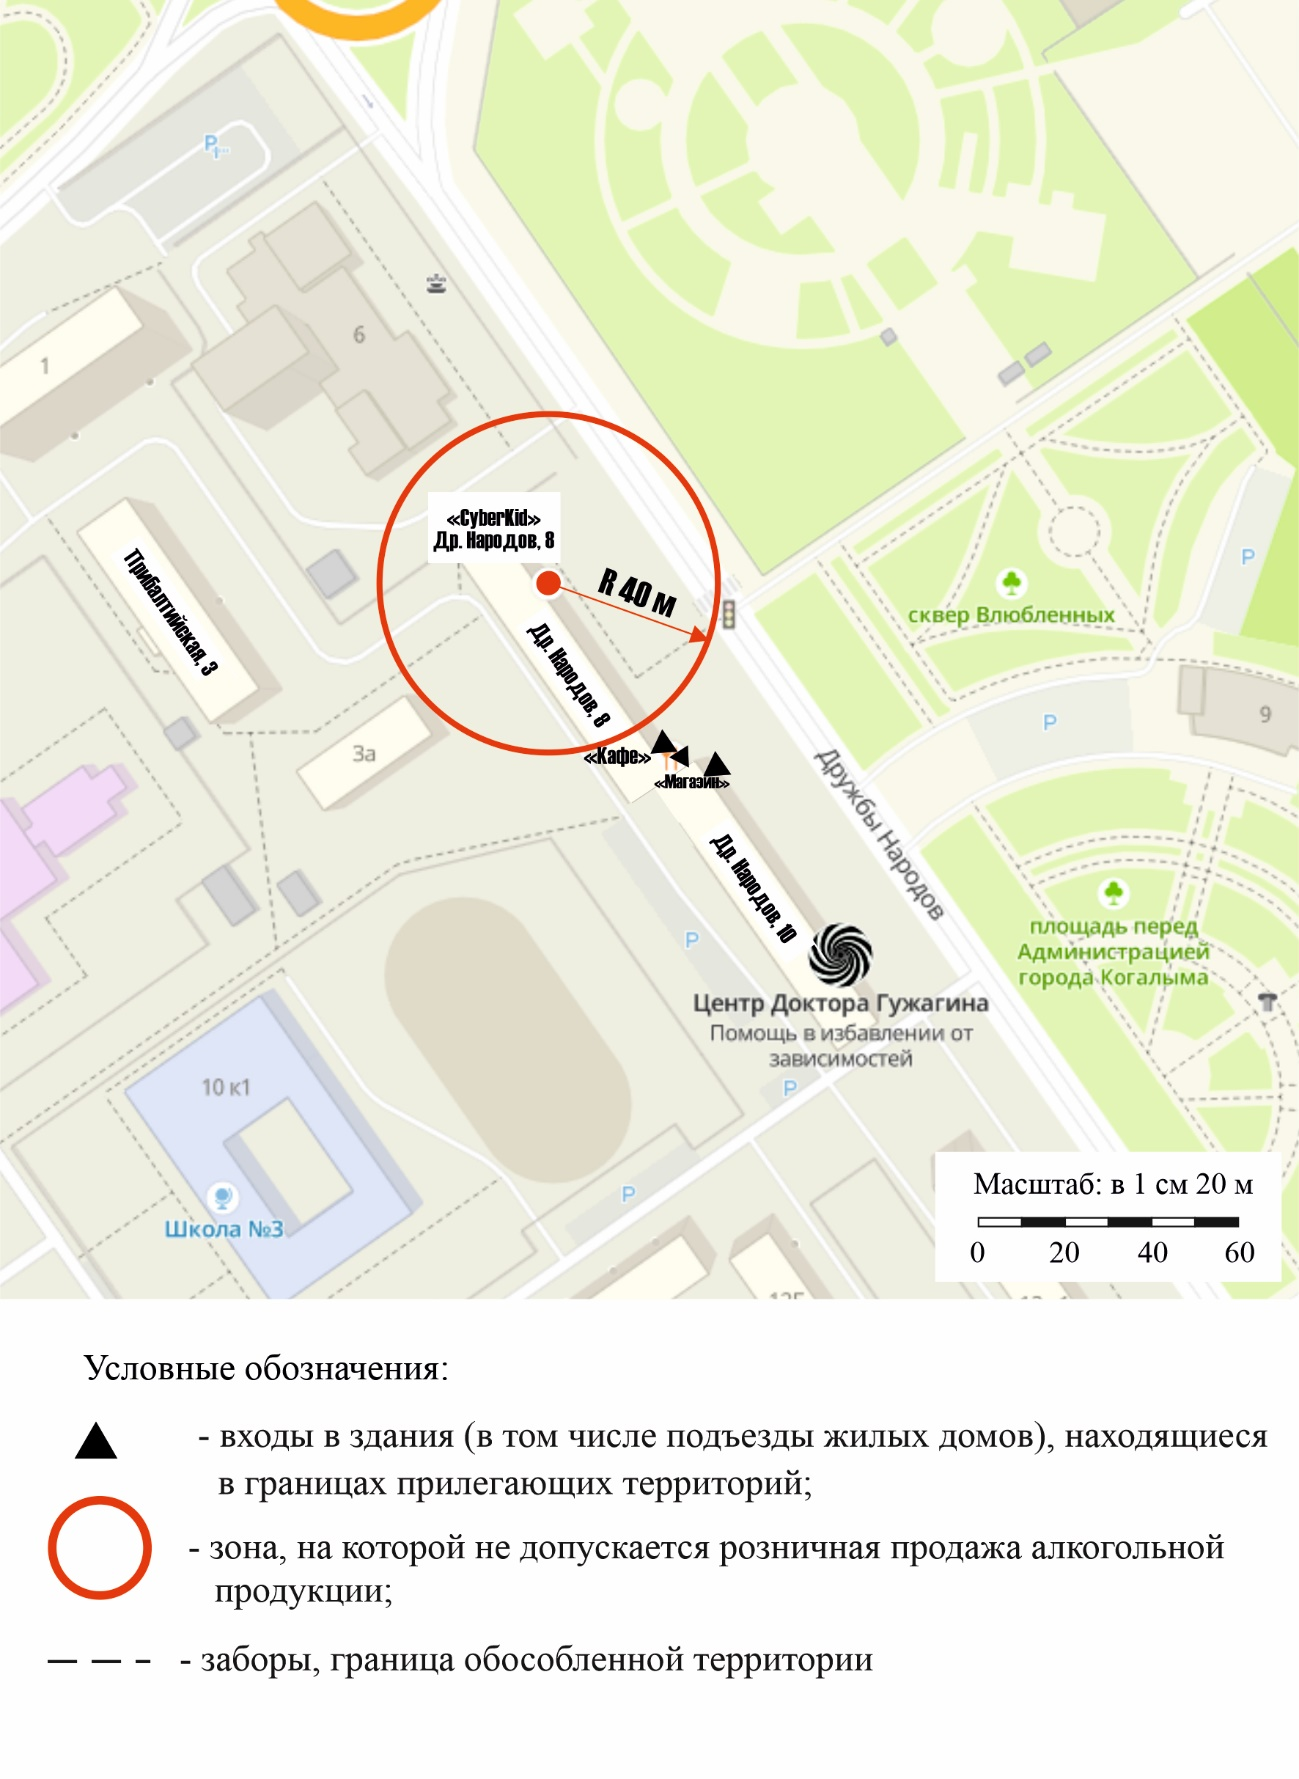 P
6
1
«CyberKid»
Др. Народов, 8
R 40 м
Прибалтийская, 3
Др. Народов, 8
сквер Влюбленных
P
9
P
3а
«Кафе»
«Магазин»
Дружбы Народов
Др. Народов, 10
площадь перед
Администрацией
города Когалыма
P
Центр Доктора Гужагина
Помощь в избавлении от
зависимостей
10 к1
P
Школа №3
P
Масштаб: в 1 см 20 м
0 20 40 60
Условные обозначения:
- входы в здания (в том числе подъезды жилых домов), находящиеся
в границах прилегающих территорий;
- зона, на которой не допускается розничная продажа алкогольной
продукции;
- заборы, граница обособленной территории